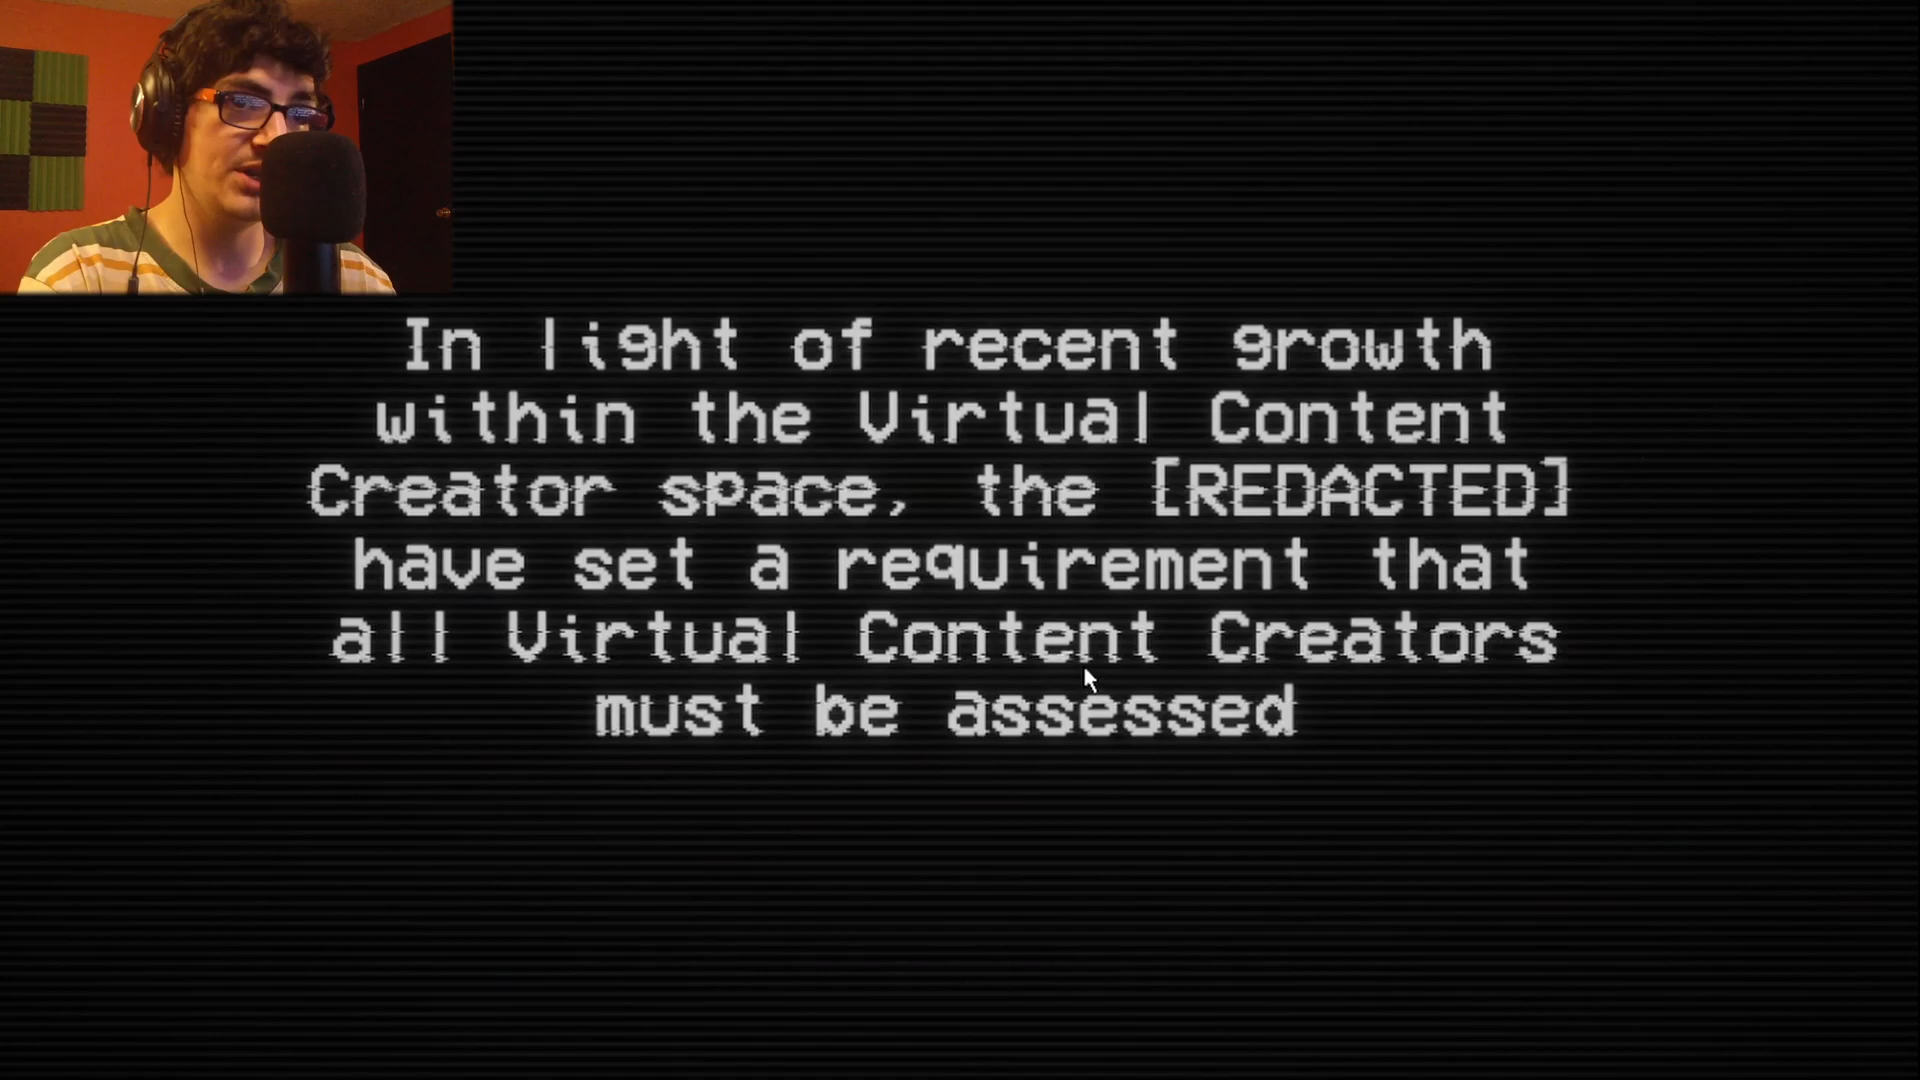 In light of recent growth
within the Virtual Content
Creator space, the [REDACTED]
have set a requirement that
all Virtual Content Creators
must be assessed